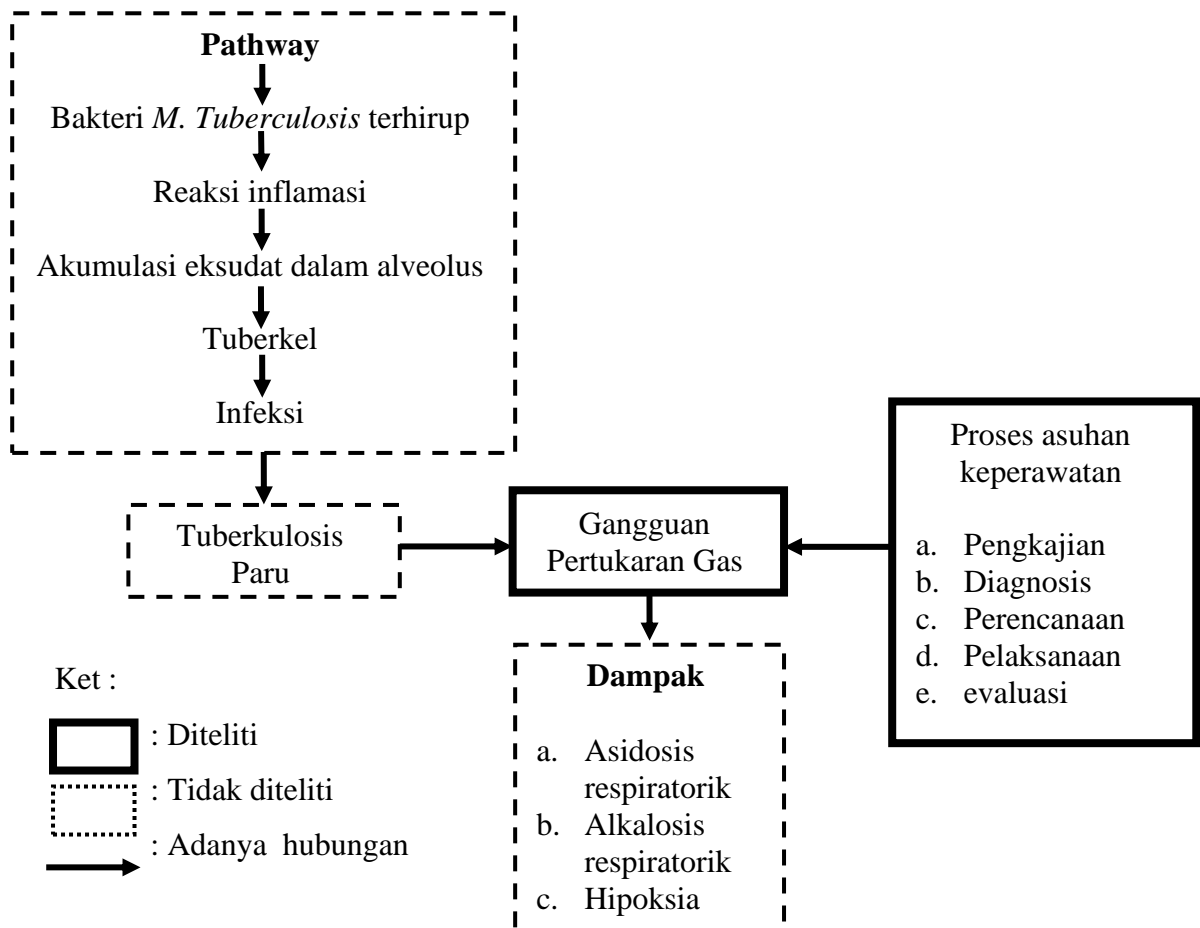 Pathway
Bakteri M. Tuberculosis terhirup
Reaksi inflamasi
Akumulasi eksudat dalam alveolus
Tuberkel
Infeksi
Tuberkulosis
Paru
Gangguan
Pertukaran Gas
Proses asuhan
keperawatan
a. Pengkajian
b. Diagnosis
c. Perencanaan
d. Pelaksanaan
e. evaluasi
Dampak
a. Asidosis
respiratorik
b. Alkalosis
respiratorik
c. Hipoksia
Ket :
: Diteliti
: Tidak diteliti
: Adanya hubungan